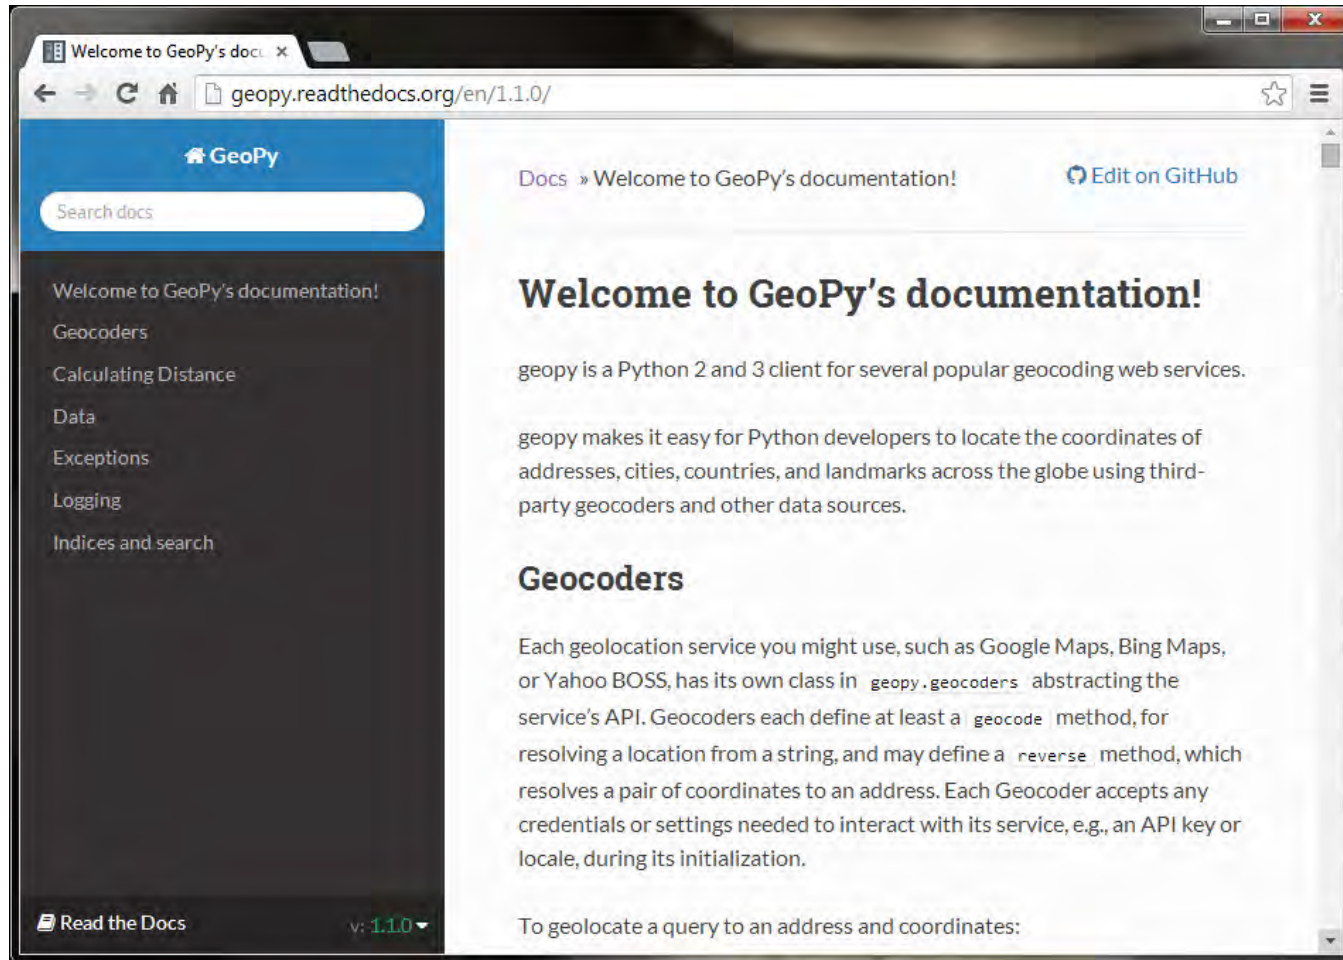 Welcome to GeoPy's doc
geopy.readthedocs.org/en/1.1.0/
GeoPy
Search docs
Welcome to GeoPy's documentation!
Geocoders
Calculating Distance
Data
Exceptions
Logging
Indices and search
Read the Docs v: 1.1.0
Docs » Welcome to GeoPy's documentation! Edit on GitHub
Welcome to GeoPy's documentation!
geopy is a Python 2 and 3 client for several popular geocoding web services.
geopy makes it easy for Python developers to locate the coordinates of
addresses, cities, countries, and landmarks across the globe using third-
party geocoders and other data sources.
Geocoders
Each geolocation service you might use, such as Google Maps, Bing Maps,
or Yahoo BOSS, has its own class in geopy.geocoders abstracting the
service's API. Geocoders each define at least a geocode method, for
resolving a location from a string, and may define a reverse method, which
resolves a pair of coordinates to an address. Each Geocoder accepts any
credentials or settings needed to interact with its service, e.g., an API key or
locale, during its initialization.
To geolocate a query to an address and coordinates: